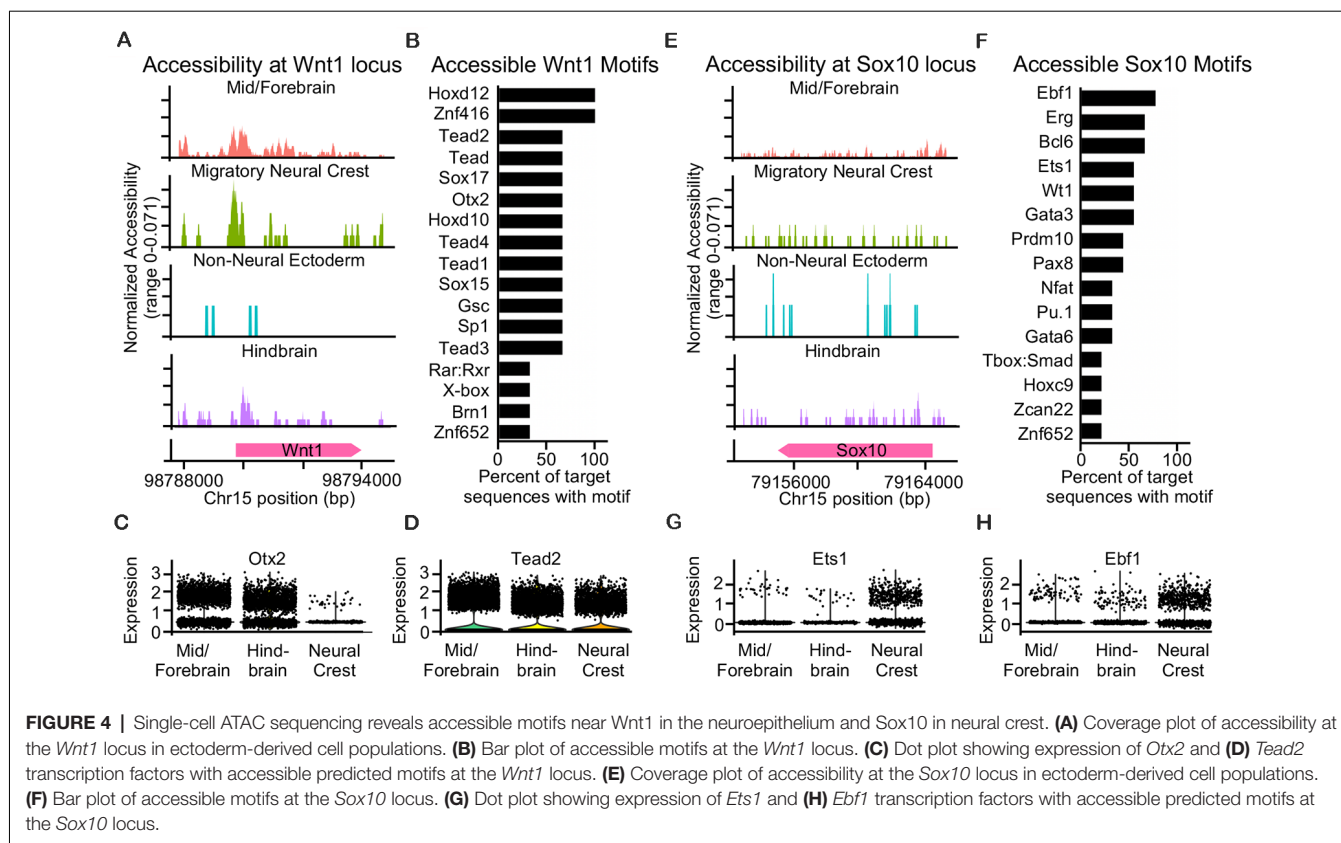 A
Accessibility at Wnt1 locus
Mid/Forebrain
Migratory Neural Crest
Non-Neural Ectoderm
Hindbrain
Normalized Accessibility
(range 0-0.071)
Wnt1
98788000 98794000
Chr15 position (bp)
B
Accessible Wnt1 Motifs
Hoxd12
Znf416
Tead2
Tead
Sox17
Otx2
Hoxd10
Tead4
Tead1
Sox15
Gsc
Sp1
Tead3
Rar:Rxr
X-box
Brn1
Znf652
0 50 100
Percent of target
sequences with motif
E
Accessibility at Sox10 locus
Mid/Forebrain
Migratory Neural Crest
Non-Neural Ectoderm
Hindbrain
Normalized Accessibility
(range 0-0.071)
Sox10
79156000 79164000
Chr15 position (bp)
F
Accessible Sox10 Motifs
Ebf1
Erg
Bcl6
Ets1
Wt1
Gata3
Prdm10
Pax8
Nfat
Pu.1
Gata6
Tbox:Smad
Hoxc9
Zcan22
Znf652
0 50 100
Percent of target
sequences with motif
C
Otx2
Expression
3
2
1
0
Mid/ Hind- Neural
Forebrain brain Crest
D
Tead2
Expression
3
2
1
0
Mid/ Hind- Neural
Forebrain brain Crest
G
Ets1
Expression
2
1
0
Mid/ Hind- Neural
Forebrain brain Crest
H
Ebf1
Expression
2
1
0
Mid/ Hind- Neural
Forebrain brain Crest
FIGURE 4 | Single-cell ATAC sequencing reveals accessible motifs near Wnt1 in the neuroepithelium and Sox10 in neural crest. (A) Coverage plot of accessibility at
the Wnt1 locus in ectoderm-derived cell populations. (B) Bar plot of accessible motifs at the Wnt1 locus. (C) Dot plot showing expression of Otx2 and (D) Tead2
transcription factors with accessible predicted motifs at the Wnt1 locus. (E) Coverage plot of accessibility at the Sox10 locus in ectoderm-derived cell populations.
(F) Bar plot of accessible motifs at the Sox10 locus. (G) Dot plot showing expression of Ets1 and (H) Ebf1 transcription factors with accessible predicted motifs at
the Sox10 locus.